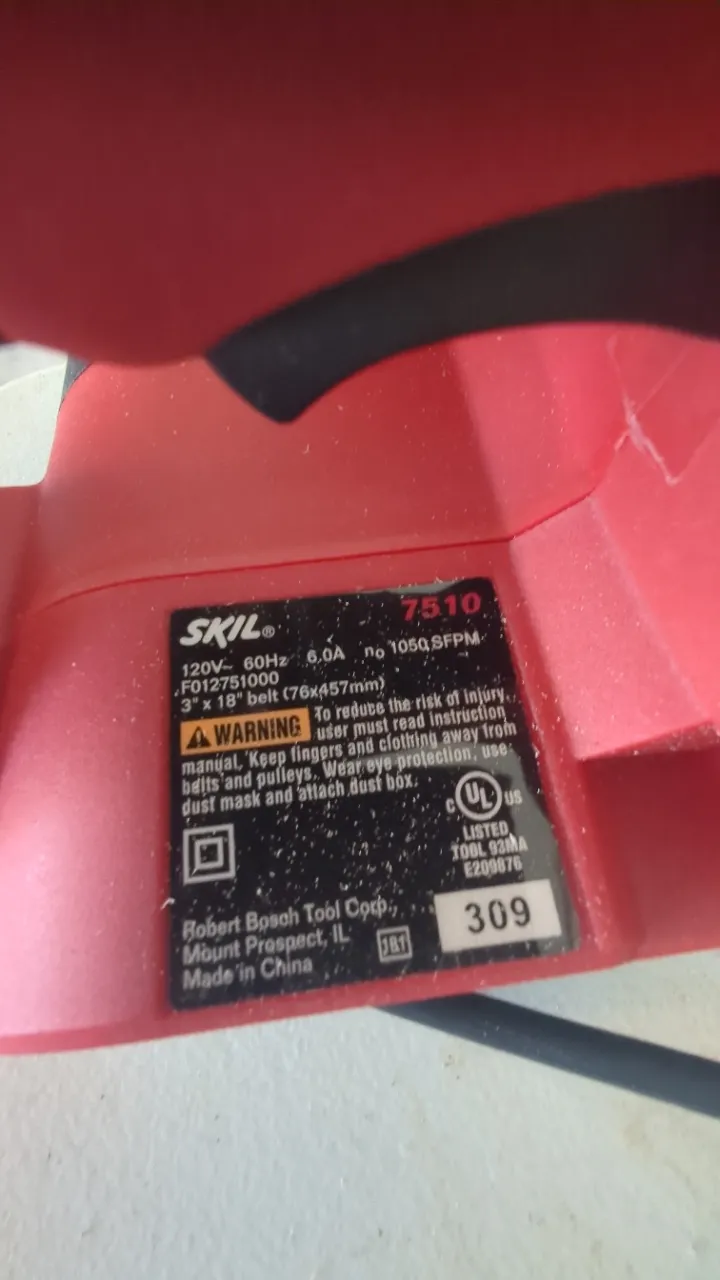 SKIL®
7510
120V~ 60Hz 6.0A no 1050 SFPM
F012751000
3" x 18" belt (76x457mm)
WARNING To reduce the risk of injury,
user must read instruction
manual. Keep fingers and clothing away from
belts and pulleys. Wear eye protection, use
dust mask and attach dust box.
C UL US
LISTED
TOOL 93MA
E209876
Robert Bosch Tool Corp.,
Mount Prospect, IL
Made in China
309